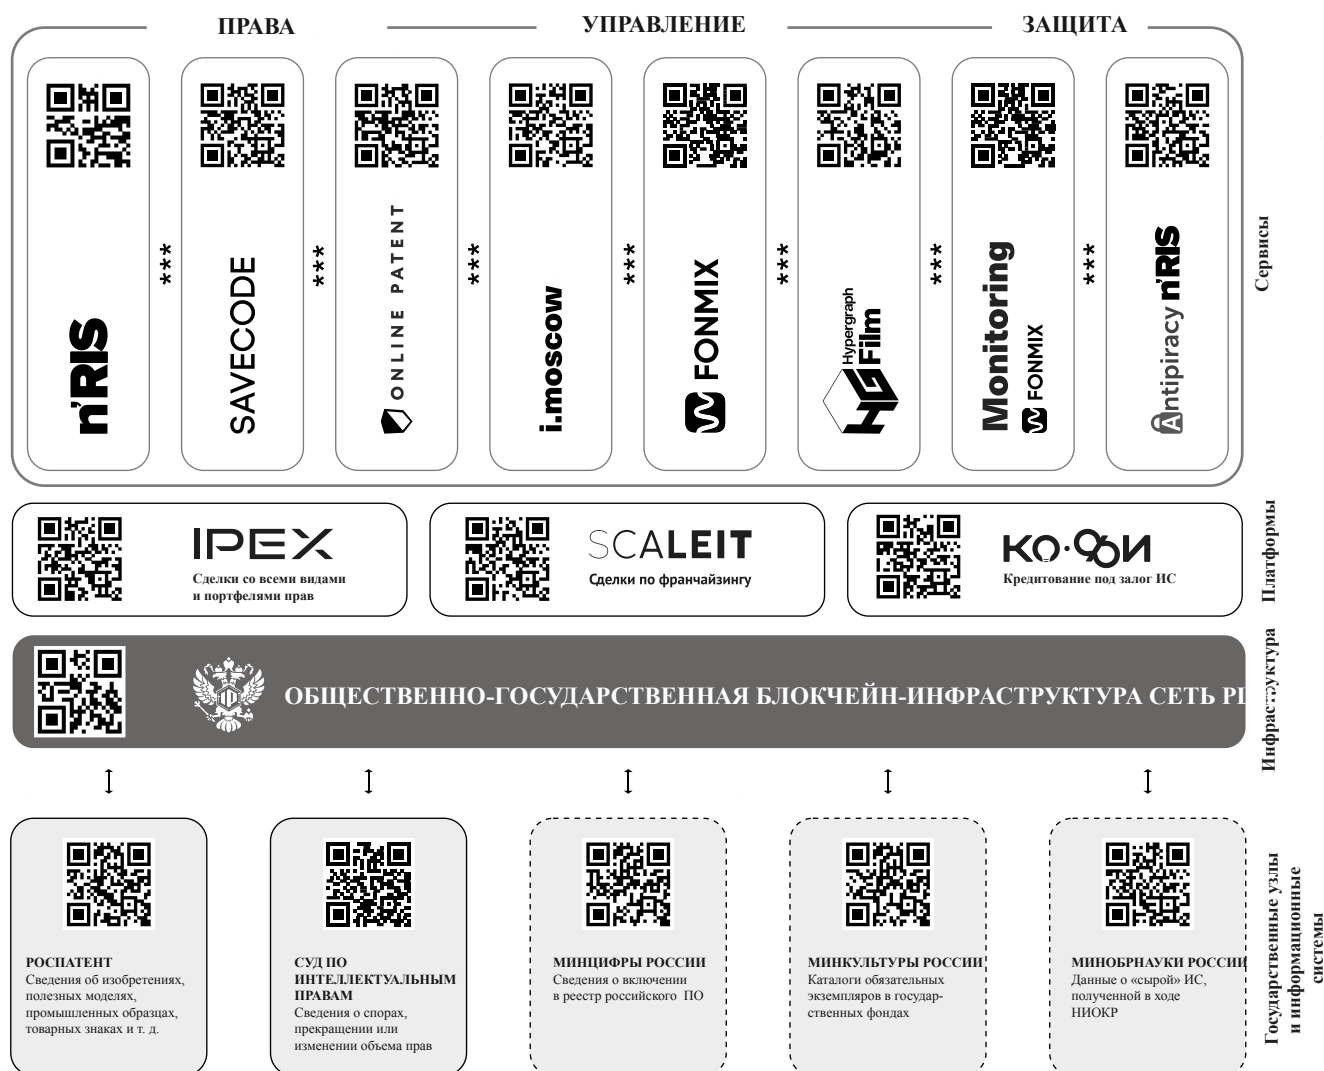 ПРАВА
УПРАВЛЕНИЕ
ЗАЩИТА
n'RIS
***
SAVECODE
***
ONLINE PATENT
***
i.moscow
***
FONMIX
***
HG Hypergraph
Film
***
Monitoring
FONMIX
***
Antipiracy n'RIS
Сервисы
IPEX
Сделки со всеми видами
и портфелями прав
SCALEIT
Сделки по франчайзингу
КО·ФИ
Кредитование под залог ИС
Платформы
ОБЩЕСТВЕННО-ГОСУДАРСТВЕННАЯ БЛОКЧЕЙН-ИНФРАСТРУКТУРА СЕТЬ
Инфраструктура
РОСПАТЕНТ
Сведения об изобретениях,
полезных моделях,
промышленных образцах,
товарных знаках и т. д.
СУД ПО
ИНТЕЛЛЕКТУАЛЬНЫМ
ПРАВАМ
Сведения о спорах,
прекращении или
изменении объема прав
МИНЦИФРЫ РОССИИ
Сведения о включении
в реестр российского ПО
МИНКУЛЬТУРЫ РОССИИ
Каталоги обязательных
экземпляров в государ-
ственных фондах
МИНОБРНАУКИ РОССИИ
Данные о «сырой» ИС,
полученной в ходе
НИОКР
Государственные узлы
и информационные
системы